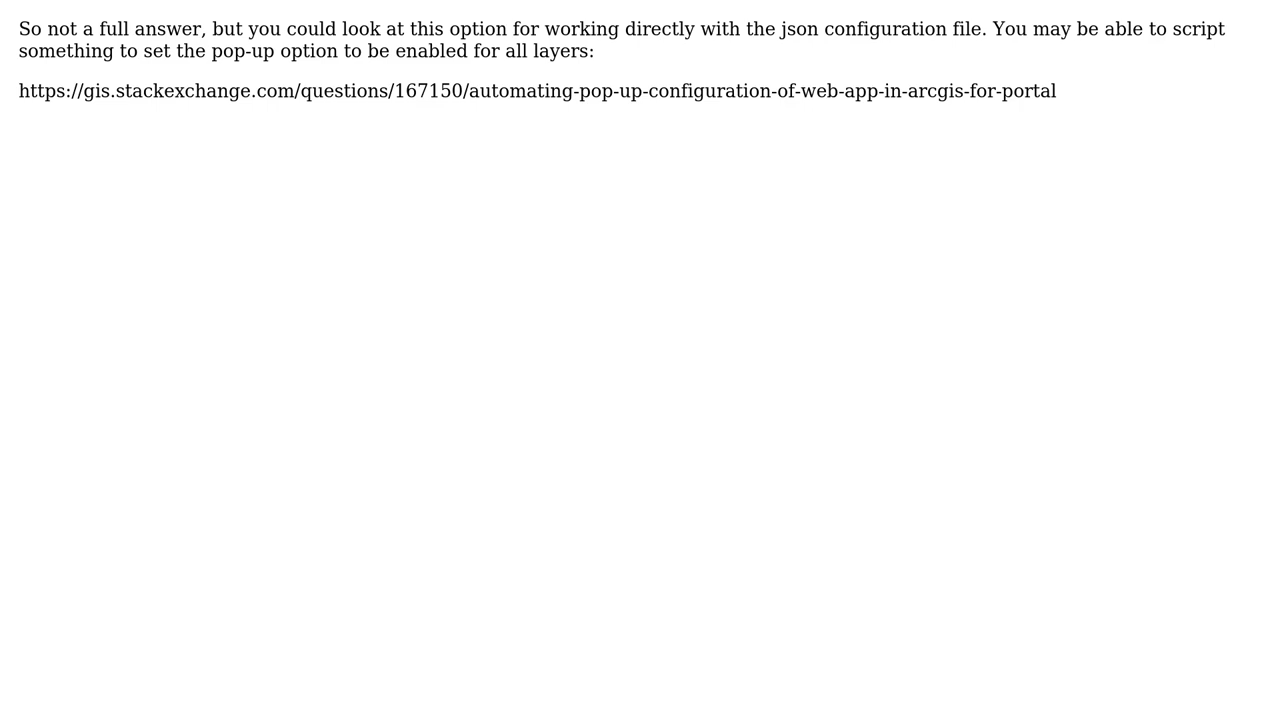 So not a full answer, but you could look at this option for working directly with the json configuration file. You may be able to script
something to set the pop-up option to be enabled for all layers:
https://gis.stackexchange.com/questions/167150/automating-pop-up-configuration-of-web-app-in-arcgis-for-portal